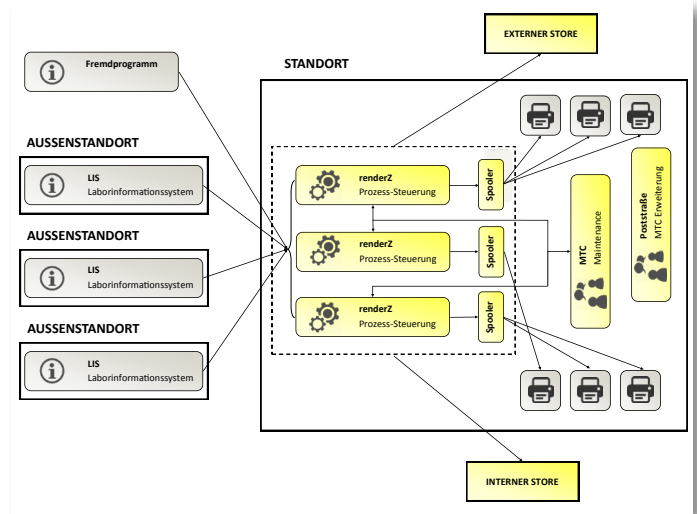 EXTERNER STORE
STANDORT
Fremdprogramm
AUSSENSTANDORT
LIS
Laborinformationssystem
AUSSENSTANDORT
LIS
Laborinformationssystem
AUSSENSTANDORT
LIS
Laborinformationssystem
renderZ
Prozess-Steuerung
Spooler
renderZ
Prozess-Steuerung
Spooler
renderZ
Prozess-Steuerung
Spooler
MTC
Maintenance
Poststraße
MTC Erweiterung
INTERNER STORE